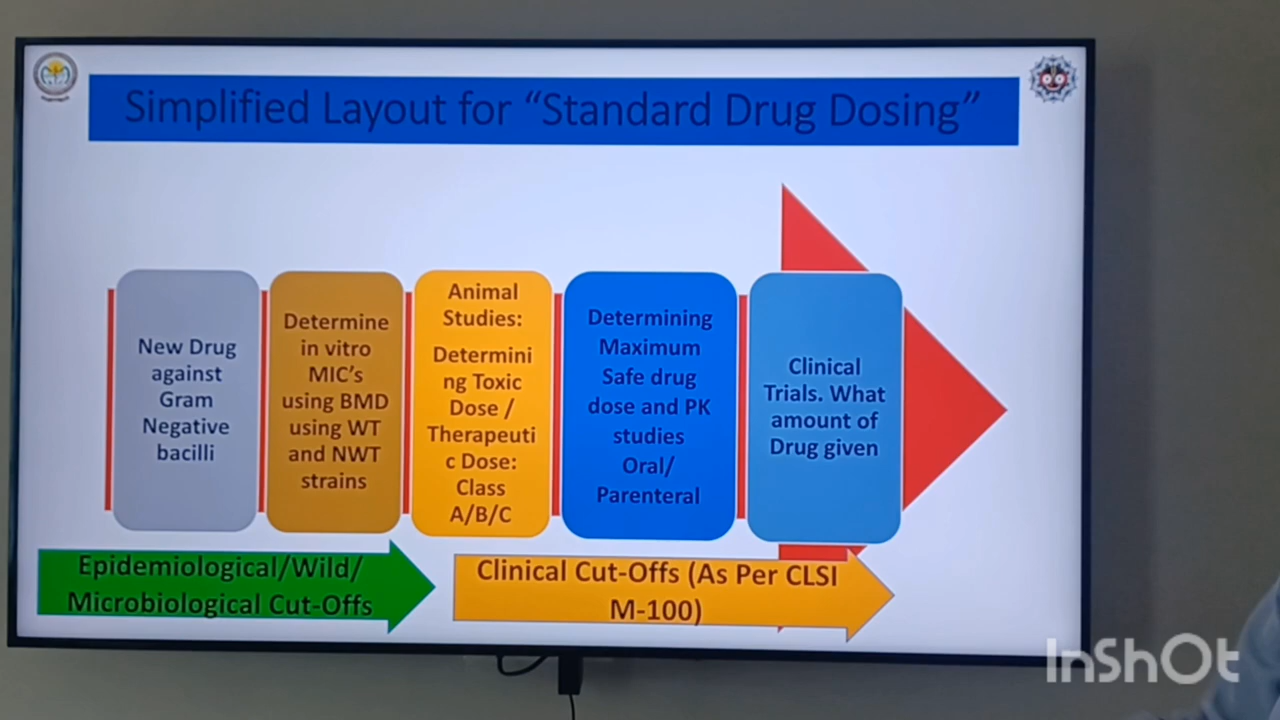 Simplified Layout for “Standard Drug Dosing”
New Drug
against
Gram
Negative
bacilli
Determine
in vitro
MIC’s
using BMD
using WT
and NWT
strains
Animal
Studies:
Determini
ng Toxic
Dose /
Therapeuti
c Dose:
Class
A/B/C
Determining
Maximum
Safe drug
dose and PK
studies
Oral/
Parenteral
Clinical
Trials. What
amount of
Drug given
Epidemiological/Wild/
Microbiological Cut-Offs
Clinical Cut-Offs (As Per CLSI
M-100)
InShOt